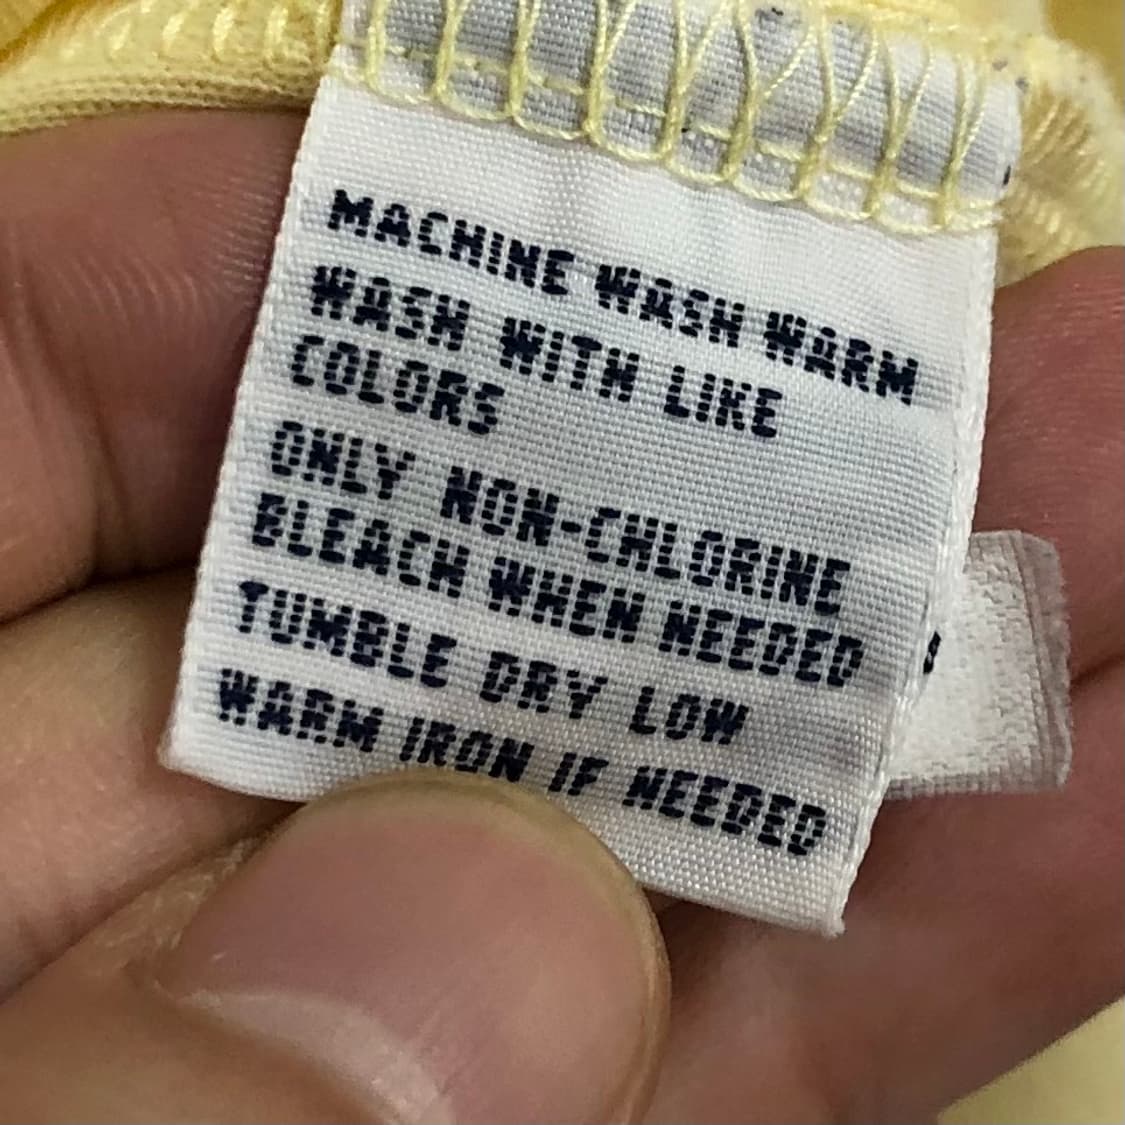 MACHINE WASH WARM
WASH WITH LIKE
COLORS
ONLY NON-CHLORINE
BLEACH WHEN NEEDED
TUMBLE DRY LOW
WARM IRON IF NEEDED